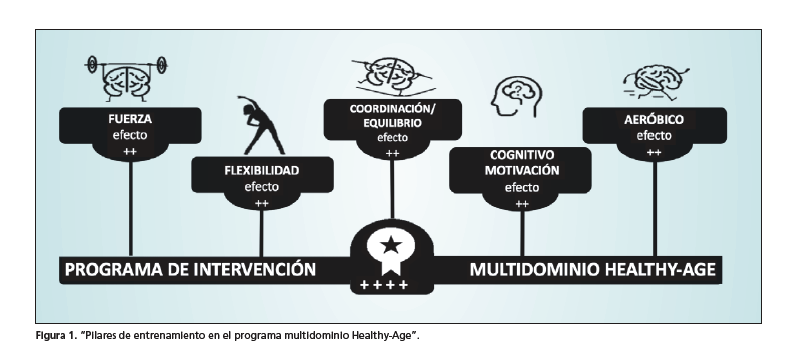 FUERZA
efecto
++
FLEXIBILIDAD
efecto
++
COORDINACIÓN/
EQUILIBRIO
efecto
++
COGNITIVO
MOTIVACIÓN
efecto
++
AERÓBICO
efecto
++
PROGRAMA DE INTERVENCIÓN
++++
MULTIDOMINIO HEALTHY-AGE
Figura 1. “Pilares de entrenamiento en el programa multidominio Healthy-Age”.